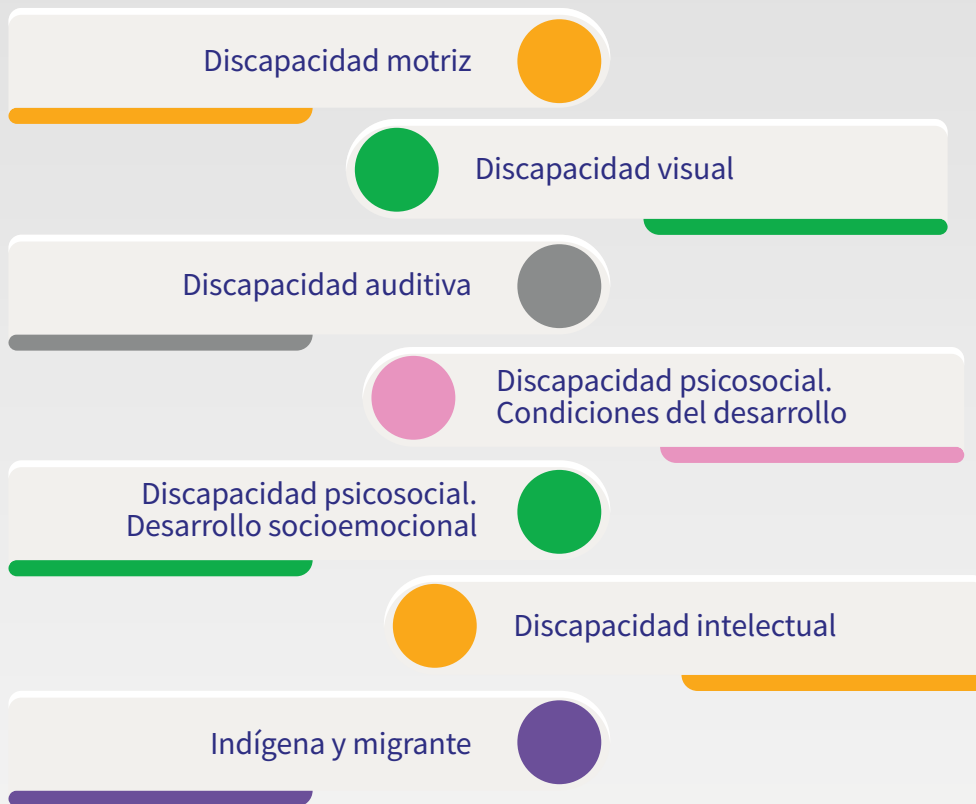 Discapacidad motriz
Discapacidad visual
Discapacidad auditiva
Discapacidad psicosocial.
Condiciones del desarrollo
Discapacidad psicosocial.
Desarrollo socioemocional
Discapacidad intelectual
Indígena y migrante